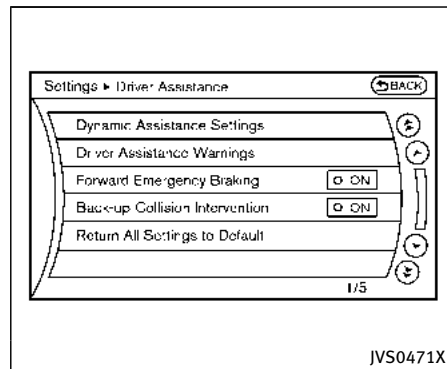 Settings ▸ Driver Assistance
BACK
Dynamic Assistance Settings
Driver Assistance Warnings
Forward Emergency Braking ON
Back-up Collision Intervention ON
Return All Settings to Default
1/5
JVS0471X